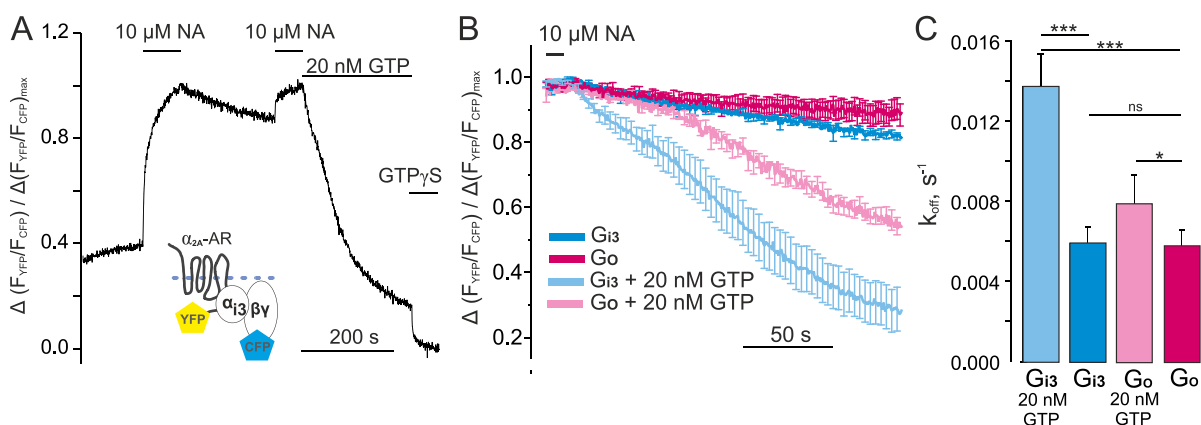 A
Δ (FYFP/FCFP) / Δ(FYFP/FCFP)max
1.2
0.8
0.4
0.0
10 µM NA
10 µM NA
20 nM GTP
GTPγS
α2A-AR
αi3
βγ
YFP
CFP
200 s
B
Δ (FYFP/FCFP) / Δ(FYFP/FCFP)max
10 µM NA
1.0
0.8
0.6
0.4
0.2
Gi3
Go
Gi3 + 20 nM GTP
Go + 20 nM GTP
50 s
C
koff, s-1
0.016
0.012
0.008
0.004
0.000
***
***
ns
*
Gi3 Gi3 Go Go
20 nM 20 nM
GTP GTP